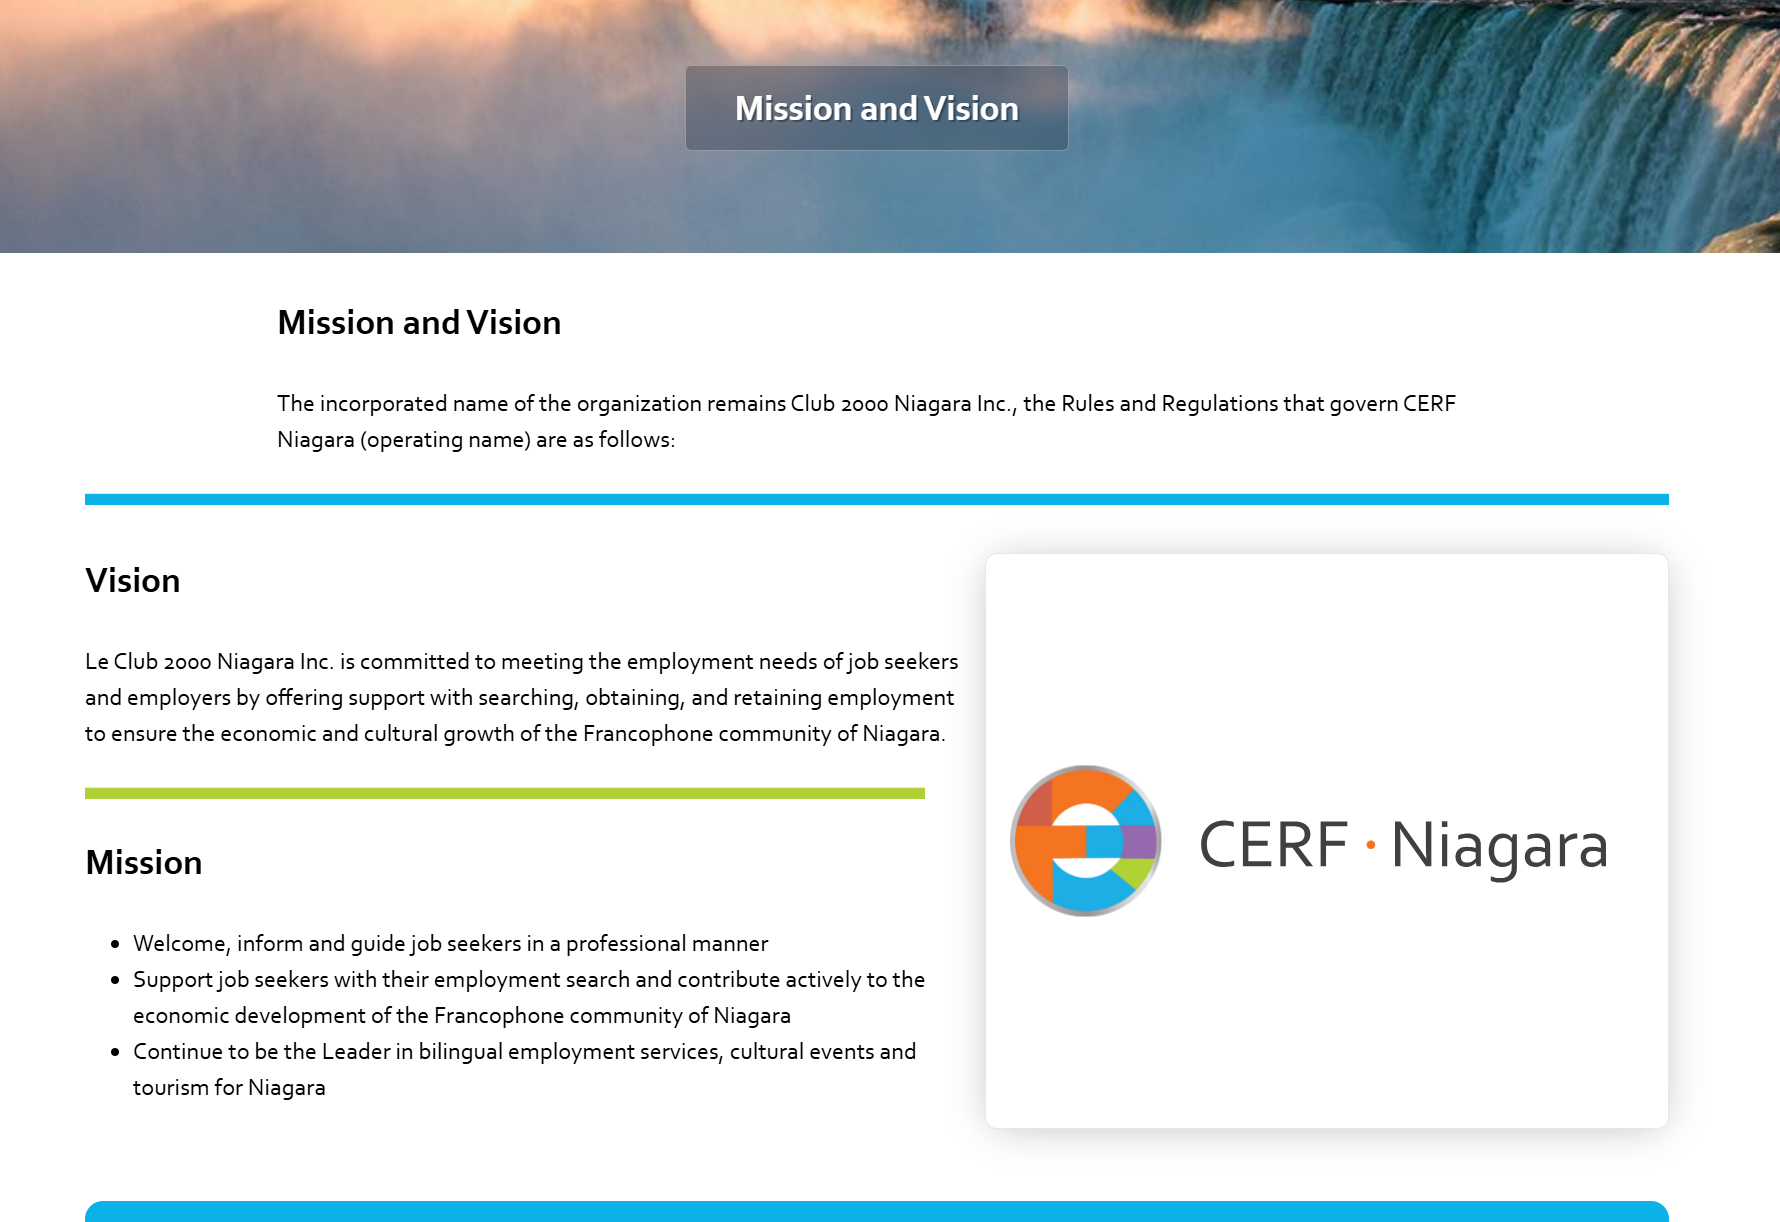 Mission and Vision
Mission and Vision
The incorporated name of the organization remains Club 2000 Niagara Inc., the Rules and Regulations that govern CERF
Niagara (operating name) are as follows:
Vision
Le Club 2000 Niagara Inc. is committed to meeting the employment needs of job seekers
and employers by offering support with searching, obtaining, and retaining employment
to ensure the economic and cultural growth of the Francophone community of Niagara.
Mission
• Welcome, inform and guide job seekers in a professional manner
• Support job seekers with their employment search and contribute actively to the
economic development of the Francophone community of Niagara
• Continue to be the Leader in bilingual employment services, cultural events and
tourism for Niagara
CERF · Niagara